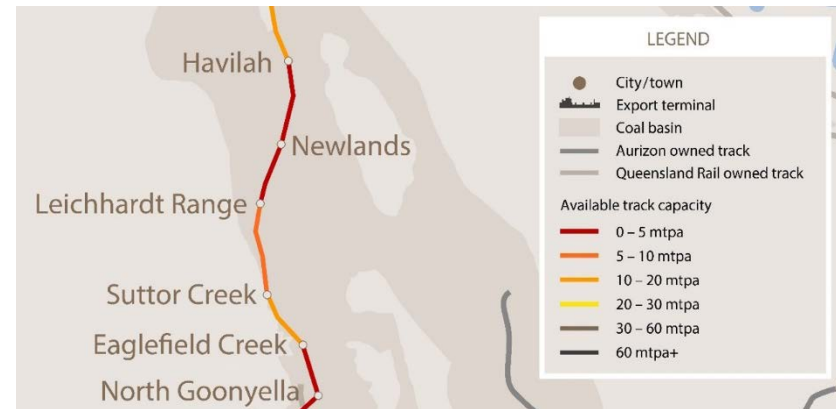 Havilah
Newlands
Leichhardt Range
Suttor Creek
Eaglefield Creek
North Goonyella
LEGEND
City/town
Export terminal
Coal basin
Aurizon owned track
Queensland Rail owned track
Available track capacity
0 – 5 mtpa
5 – 10 mtpa
10 – 20 mtpa
20 – 30 mtpa
30 – 60 mtpa
60 mtpa+